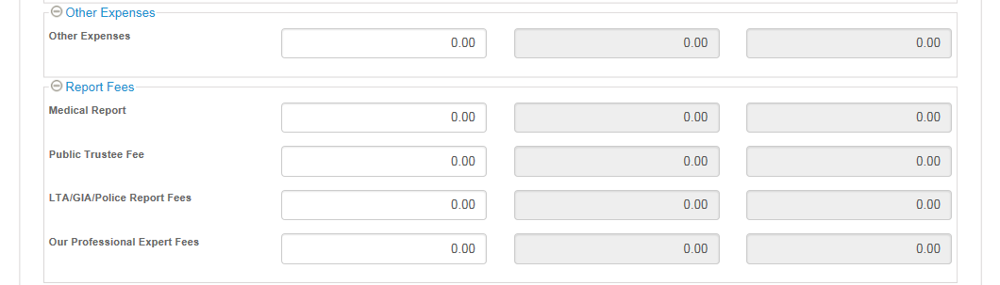 Other Expenses
Other Expenses 0.00 0.00 0.00
Report Fees
Medical Report 0.00 0.00 0.00
Public Trustee Fee 0.00 0.00 0.00
LTA/GIA/Police Report Fees 0.00 0.00 0.00
Our Professional Expert Fees 0.00 0.00 0.00